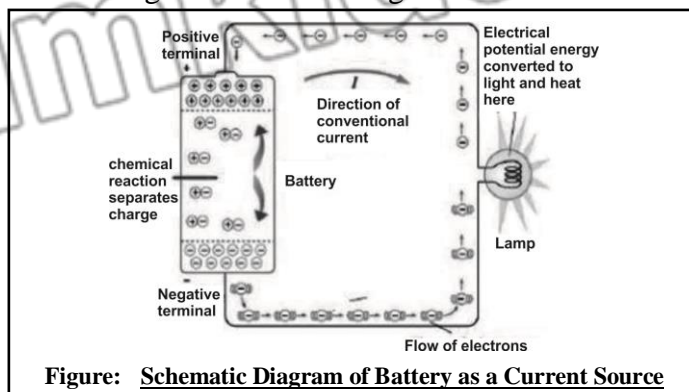 Positive
terminal
+
Electrical
potential energy
converted to
light and heat
here
I
Direction of
conventional
current
chemical
reaction
separates
charge
Battery
Lamp
-
Negative
terminal
Flow of electrons
Figure: Schematic Diagram of Battery as a Current Source